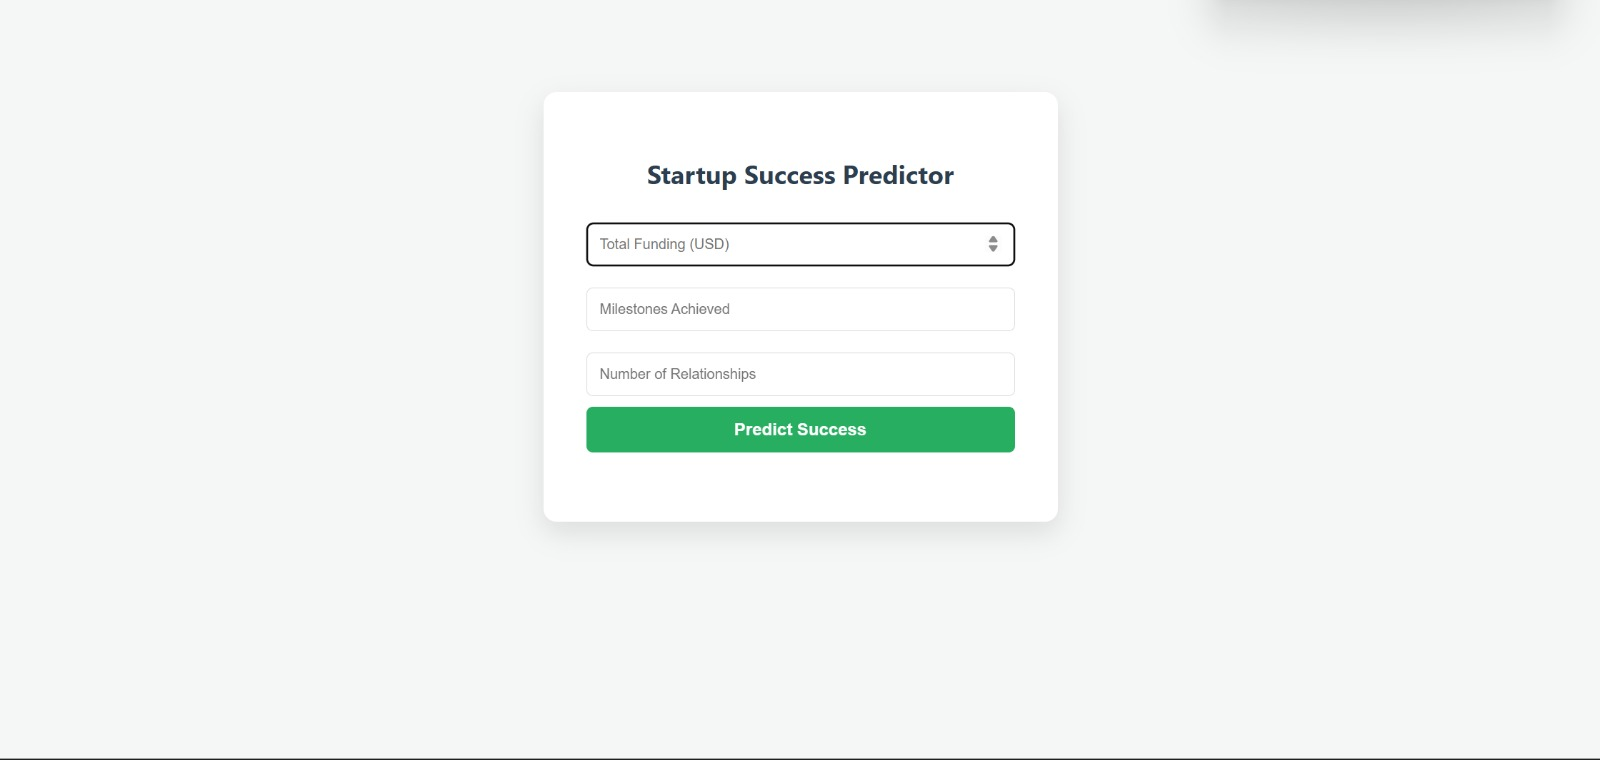 Startup Success Predictor
Total Funding (USD)
Milestones Achieved
Number of Relationships
Predict Success